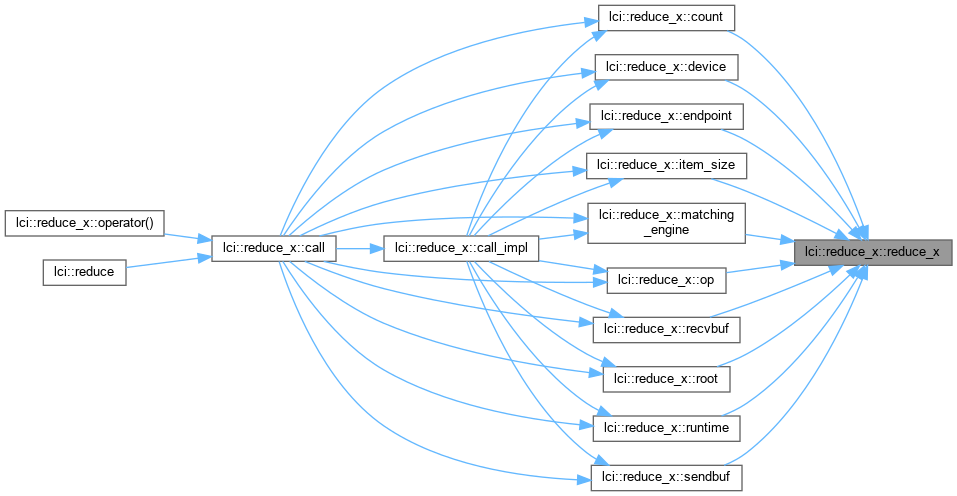 lci::reduce_x::operator()
lci::reduce
lci::reduce_x::call
lci::reduce_x::call_impl
lci::reduce_x::count
lci::reduce_x::device
lci::reduce_x::endpoint
lci::reduce_x::item_size
lci::reduce_x::matching
_engine
lci::reduce_x::op
lci::reduce_x::recvbuf
lci::reduce_x::root
lci::reduce_x::runtime
lci::reduce_x::sendbuf
lci::reduce_x::reduce_x